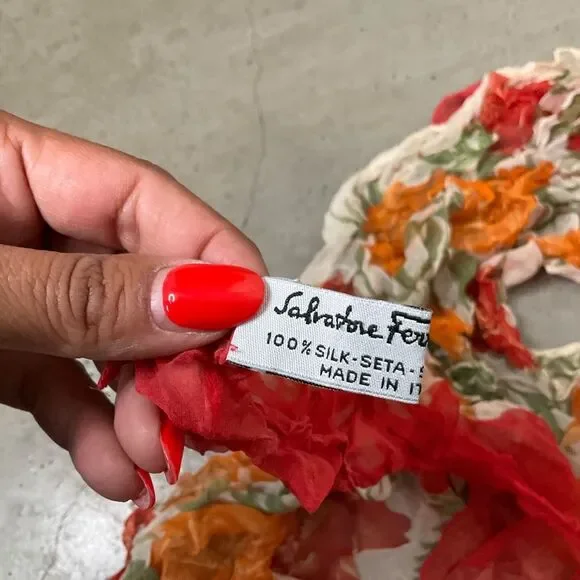 Salvatore Fer
100% SILK-SETA-
MADE IN IT